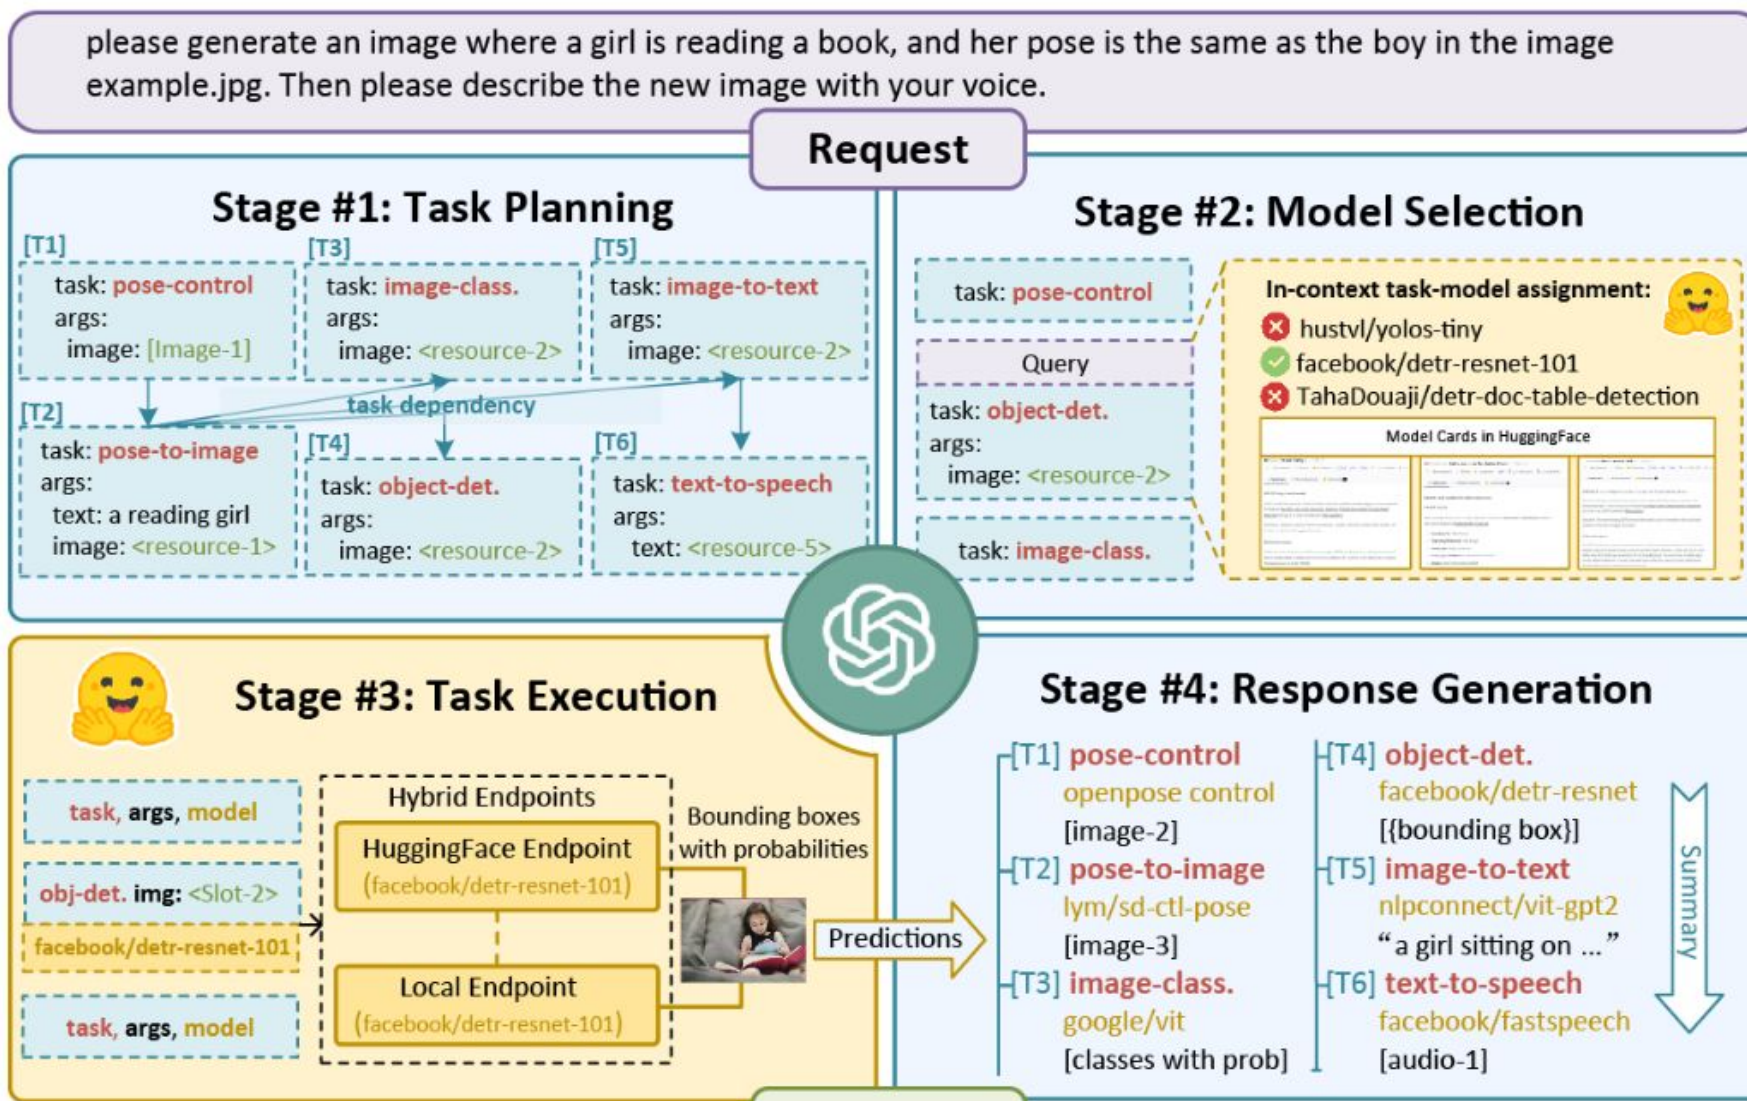 please generate an image where a girl is reading a book, and her pose is the same as the boy in the image
example.jpg. Then please describe the new image with your voice.
Request
Stage #1: Task Planning
[T1]
task: pose-control
args:
image: [Image-1]
[T3]
task: image-class.
args:
image: <resource-2>
[T5]
task: image-to-text
args:
image: <resource-2>
task dependency
[T2]
task: pose-to-image
args:
text: a reading girl
image: <resource-1>
[T4]
task: object-det.
args:
image: <resource-2>
[T6]
task: text-to-speech
args:
text: <resource-5>
Stage #2: Model Selection
task: pose-control
Query
task: object-det.
args:
image: <resource-2>
task: image-class.
In-context task-model assignment:
hustvl/yolos-tiny
facebook/detr-resnet-101
TahaDouaji/detr-doc-table-detection
Model Cards in HuggingFace
Stage #3: Task Execution
task, args, model
obj-det. img: <Slot-2>
facebook/detr-resnet-101
task, args, model
Hybrid Endpoints
HuggingFace Endpoint
(facebook/detr-resnet-101)
Local Endpoint
(facebook/detr-resnet-101)
Bounding boxes
with probabilities
Predictions
Stage #4: Response Generation
[T1] pose-control
openpose control
[image-2]
[T2] pose-to-image
lym/sd-ctl-pose
[image-3]
[T3] image-class.
google/vit
[classes with prob]
[T4] object-det.
facebook/detr-resnet
[{bounding box}]
[T5] image-to-text
nlpconnect/vit-gpt2
“a girl sitting on ...”
[T6] text-to-speech
facebook/fastspeech
[audio-1]
Summary